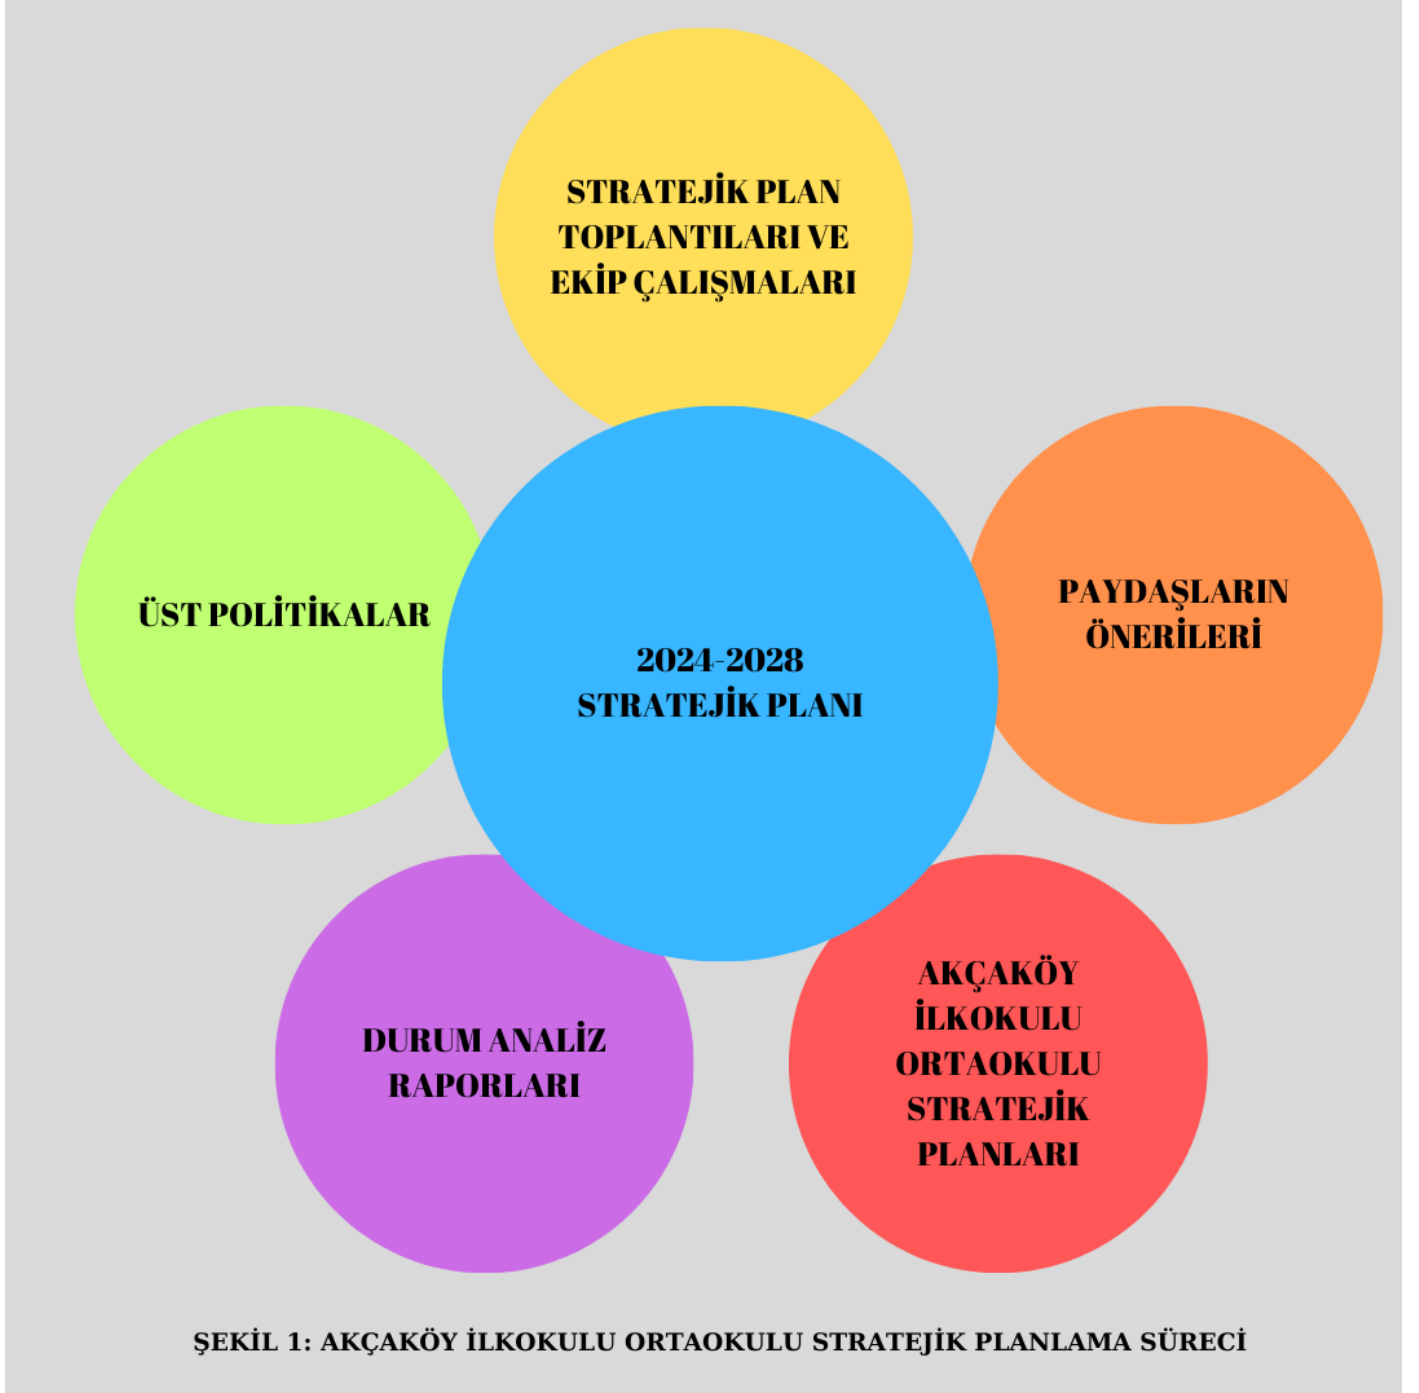 STRATEJİK PLAN
TOPLANTILARI VE
EKİP ÇALIŞMALARI
ÜST POLİTİKALAR
2024-2028
STRATEJİK PLANI
PAYDAŞLARIN
ÖNERİLERİ
DURUM ANALİZ
RAPORLARI
AKÇAKÖY
İLKOKULU
ORTAOKULU
STRATEJİK
PLANLARI
ŞEKİL 1: AKÇAKÖY İLKOKULU ORTAOKULU STRATEJİK PLANLAMA SÜRECİ